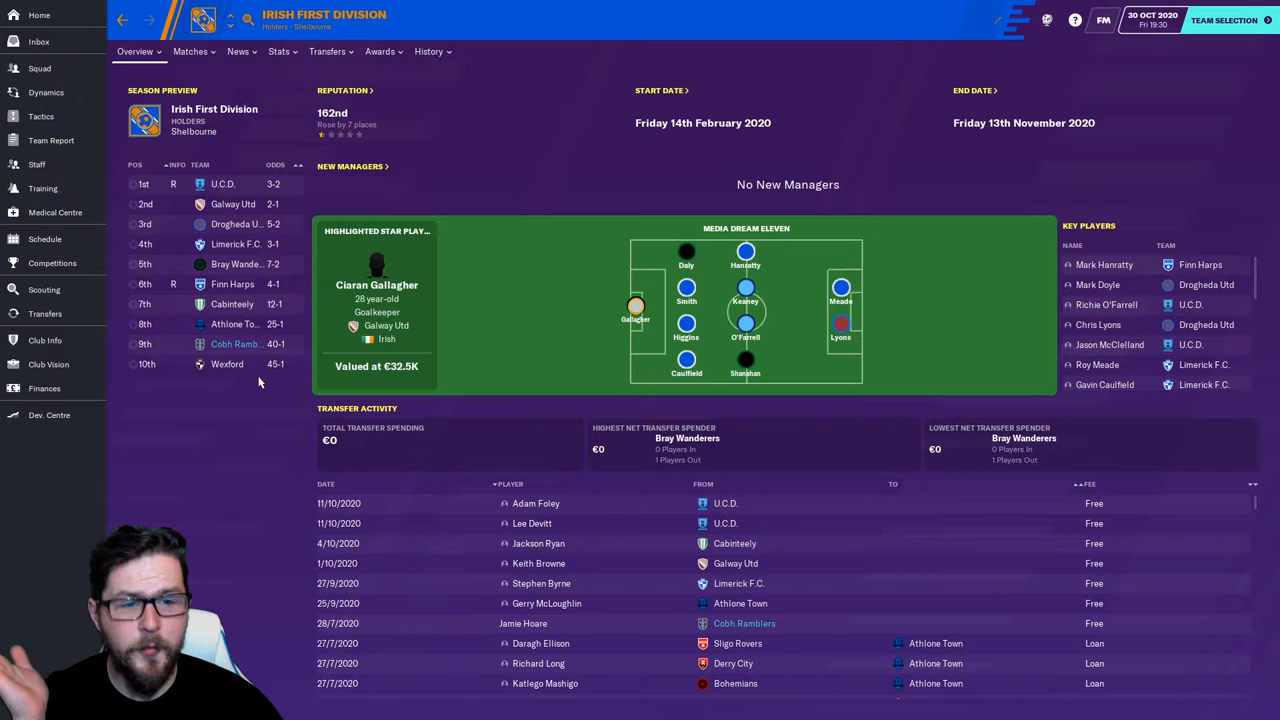 Home
IRISH FIRST DIVISION
Holders - Shelbourne
FM
30 OCT 2020
Fri 19:30
TEAM SELECTION
Inbox
Squad
Dynamics
Tactics
Team Report
Staff
Training
Medical Centre
Schedule
Competitions
Scouting
Transfers
Club Info
Club Vision
Finances
Dev. Centre
Overview
Matches
News
Stats
Transfers
Awards
History
SEASON PREVIEW
Irish First Division
HOLDERS
Shelbourne
POS INFO TEAM ODDS
1st R U.C.D. 3-2
2nd Galway Utd 2-1
3rd Drogheda U... 5-2
4th Limerick F.C. 3-1
5th Bray Wande... 7-2
6th R Finn Harps 4-1
7th Cabinteely 12-1
8th Athlone To... 25-1
9th Cobh Ramb... 40-1
10th Wexford 45-1
REPUTATION
162nd
Rose by 7 places
START DATE
Friday 14th February 2020
END DATE
Friday 13th November 2020
NEW MANAGERS
No New Managers
HIGHLIGHTED STAR PLAY...
Ciaran Gallagher
28 year-old
Goalkeeper
Galway Utd
Irish
Valued at €32.5K
MEDIA DREAM ELEVEN
Daly
Hanratty
Smith
Keaney
Meade
Gallagher
Higgins
O'Farrell
Lyons
Caulfield
Shanahan
KEY PLAYERS
NAME TEAM
Mark Hanratty Finn Harps
Mark Doyle Drogheda Utd
Richie O'Farrell U.C.D.
Chris Lyons Drogheda Utd
Jason McClelland U.C.D.
Roy Meade Limerick F.C.
Gavin Caulfield Limerick F.C.
TRANSFER ACTIVITY
TOTAL TRANSFER SPENDING
€0
HIGHEST NET TRANSFER SPENDER
€0
Bray Wanderers
0 Players In
1 Players Out
LOWEST NET TRANSFER SPENDER
€0
Bray Wanderers
0 Players In
1 Players Out
DATE PLAYER FROM TO FEE
11/10/2020 Adam Foley U.C.D. Free
11/10/2020 Lee Devitt U.C.D. Free
4/10/2020 Jackson Ryan Cabinteely Free
1/10/2020 Keith Browne Galway Utd Free
27/9/2020 Stephen Byrne Limerick F.C. Free
25/9/2020 Gerry McLoughlin Athlone Town Free
28/7/2020 Jamie Hoare Cobh Ramblers Free
27/7/2020 Daragh Ellison Sligo Rovers Athlone Town Loan
27/7/2020 Richard Long Derry City Athlone Town Loan
27/7/2020 Katlego Mashigo Bohemians Athlone Town Loan